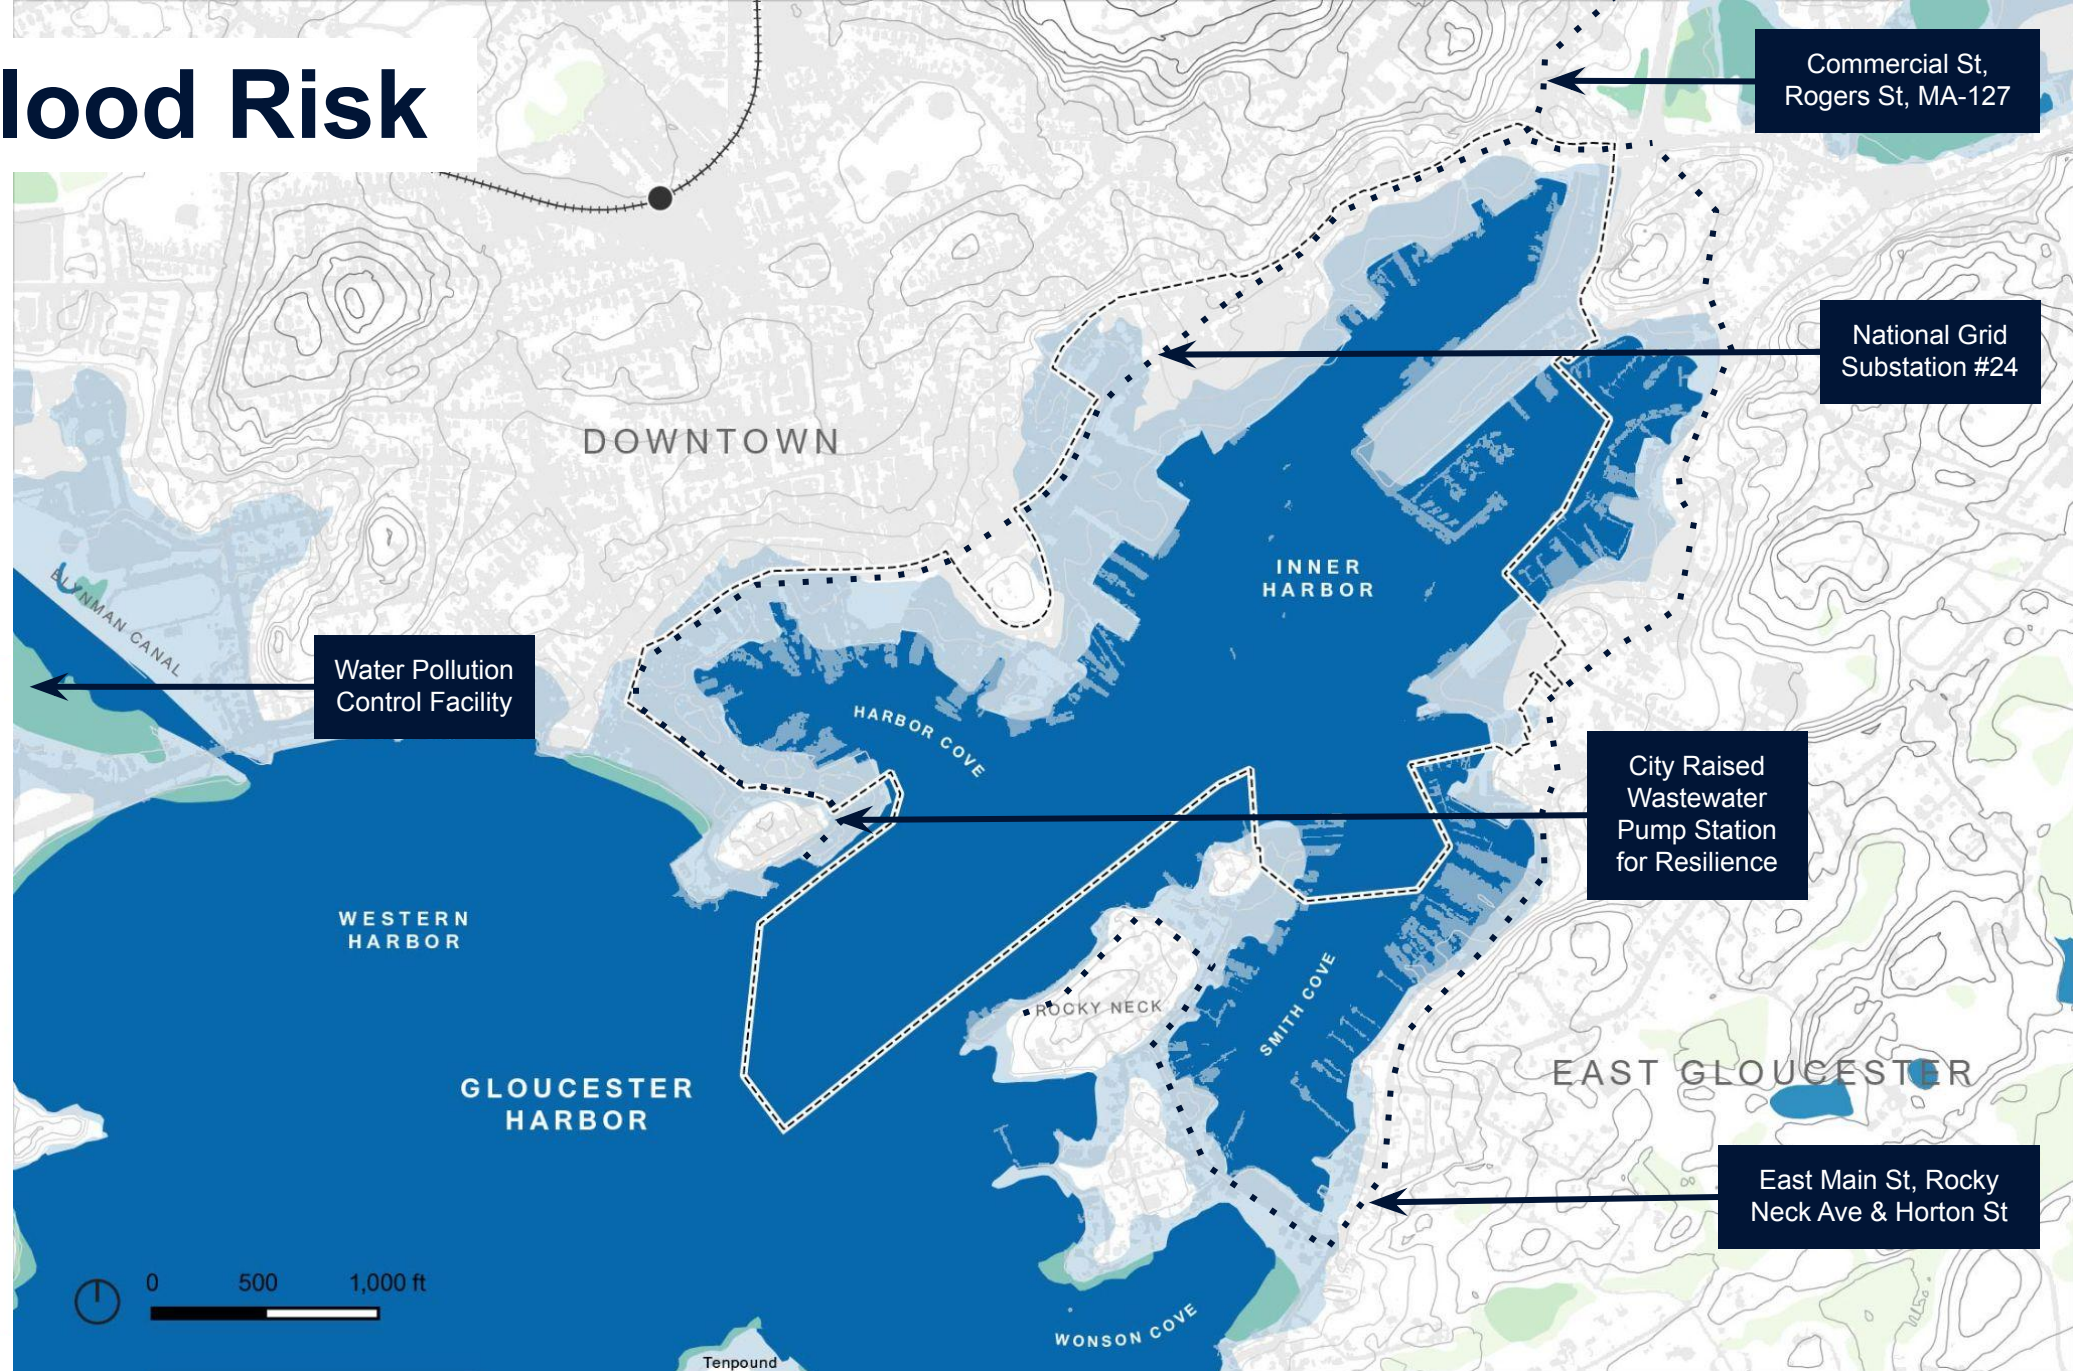 lood Risk
Commercial St,
Rogers St, MA-127
National Grid
Substation #24
DOWNTOWN
INNER
HARBOR
BLYNMAN CANAL
Water Pollution
Control Facility
HARBOR COVE
City Raised
Wastewater
Pump Station
for Resilience
WESTERN
HARBOR
ROCKY NECK
SMITH COVE
GLOUCESTER
HARBOR
EAST GLOUCESTER
East Main St, Rocky
Neck Ave & Horton St
0 500 1,000 ft
WONSON COVE
Tenpound